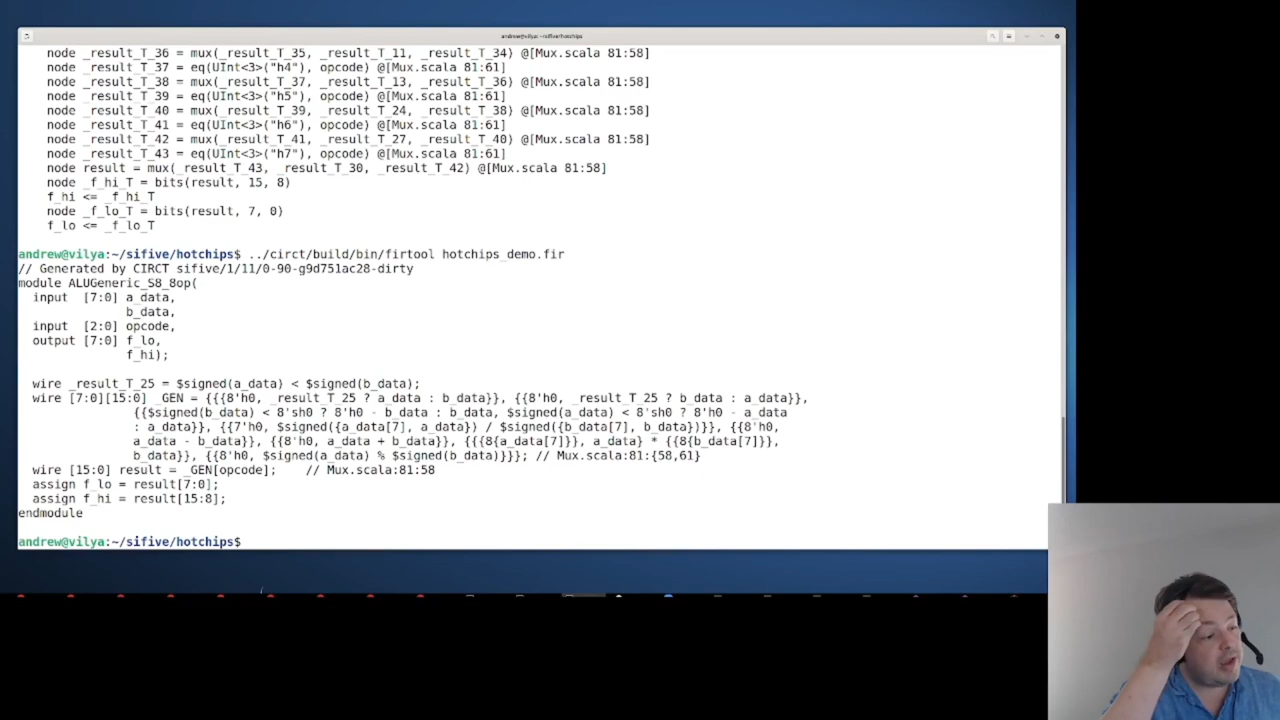 andrew@vilya: ~/sifive/hotchips
node _result_T_36 = mux(_result_T_35, _result_T_11, _result_T_34) @[Mux.scala 81:58]
node _result_T_37 = eq(UInt<3>("h4"), opcode) @[Mux.scala 81:61]
node _result_T_38 = mux(_result_T_37, _result_T_13, _result_T_36) @[Mux.scala 81:58]
node _result_T_39 = eq(UInt<3>("h5"), opcode) @[Mux.scala 81:61]
node _result_T_40 = mux(_result_T_39, _result_T_24, _result_T_38) @[Mux.scala 81:58]
node _result_T_41 = eq(UInt<3>("h6"), opcode) @[Mux.scala 81:61]
node _result_T_42 = mux(_result_T_41, _result_T_27, _result_T_40) @[Mux.scala 81:58]
node _result_T_43 = eq(UInt<3>("h7"), opcode) @[Mux.scala 81:61]
node result = mux(_result_T_43, _result_T_30, _result_T_42) @[Mux.scala 81:58]
node _f_hi_T = bits(result, 15, 8)
f_hi <= _f_hi_T
node _f_lo_T = bits(result, 7, 0)
f_lo <= _f_lo_T
andrew@vilya:~/sifive/hotchips$ ../circt/build/bin/firtool hotchips_demo.fir
// Generated by CIRCT sifive/1/11/0-90-g9d751ac28-dirty
module ALUGeneric_S8_8op(
input [7:0] a_data,
b_data,
input [2:0] opcode,
output [7:0] f_lo,
f_hi);
wire _result_T_25 = $signed(a_data) < $signed(b_data);
wire [7:0][15:0] _GEN = {{{8'h0, _result_T_25 ? a_data : b_data}}, {{8'h0, _result_T_25 ? b_data : a_data}},
{{$signed(b_data) < 8'sh0 ? 8'h0 - b_data : b_data, $signed(a_data) < 8'sh0 ? 8'h0 - a_data
: a_data}}, {{7'h0, $signed({a_data[7], a_data}) / $signed({b_data[7], b_data})}}, {{8'h0,
a_data - b_data}}, {{8'h0, a_data + b_data}}, {{{8{a_data[7]}}, a_data} * {{8{b_data[7]}},
b_data}}, {{8'h0, $signed(a_data) % $signed(b_data)}}}; // Mux.scala:81:{58,61}
wire [15:0] result = _GEN[opcode]; // Mux.scala:81:58
assign f_lo = result[7:0];
assign f_hi = result[15:8];
endmodule
andrew@vilya:~/sifive/hotchips$